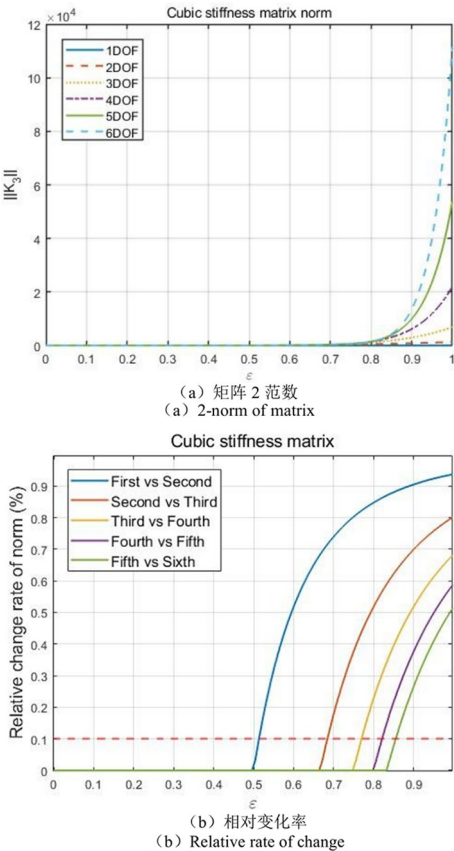 Cubic stiffness matrix norm
×10⁴
12
10
8
6
4
2
0
||K₃||
1DOF
2DOF
3DOF
4DOF
5DOF
6DOF
0 0.1 0.2 0.3 0.4 0.5 0.6 0.7 0.8 0.9 1
ε
（a）矩阵 2 范数
（a）2-norm of matrix
Cubic stiffness matrix
Relative change rate of norm (%)
0.9
0.8
0.7
0.6
0.5
0.4
0.3
0.2
0.1
0
First vs Second
Second vs Third
Third vs Fourth
Fourth vs Fifth
Fifth vs Sixth
0 0.1 0.2 0.3 0.4 0.5 0.6 0.7 0.8 0.9
ε
（b）相对变化率
（b）Relative rate of change